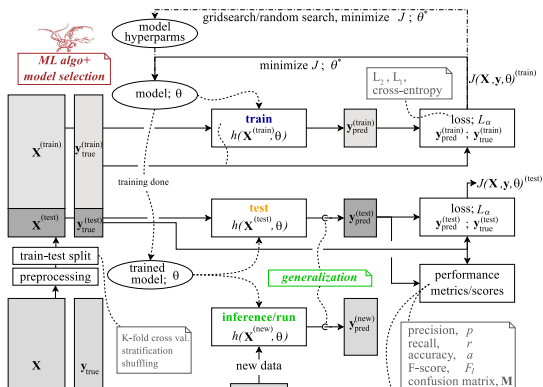 gridsearch/random search, minimize J ; θ*
model
hyperparms
ML algo+
model selection
minimize J ; θ*
J(X,y,θ)(train)
L2 , L1,
cross-entropy
model; θ
train
h(X(train),θ)
y(train)pred
loss; Lα
y(train)pred ; y(train)true
X(train)
y(train)true
training done
J(X,y,θ)(test)
X(test)
y(test)true
test
h(X(test),θ)
y(test)pred
loss; Lα
y(test)pred ; y(test)true
train-test split
preprocessing
trained
model; θ
generalization
performance
metrics/scores
inference/run
h(X(new),θ)
y(new)pred
K-fold cross val.
stratification
shuffling
X
ytrue
new data
precision, p
recall, r
accuracy, a
F-score, F1
confusion matrix, M